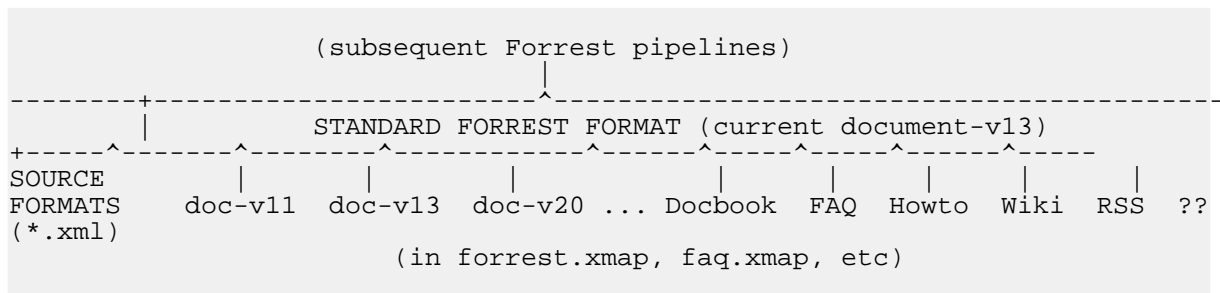 (subsequent Forrest pipelines)
|
--------+------------------------^-----------------------------------------
| STANDARD FORREST FORMAT (current document-v13)
+-----^-------^--------^------------^------^-----^-----^------^-----
SOURCE | | | | | | | |
FORMATS doc-v11 doc-v13 doc-v20 ... Docbook FAQ Howto Wiki RSS ??
(*.xml)
(in forrest.xmap, faq.xmap, etc)